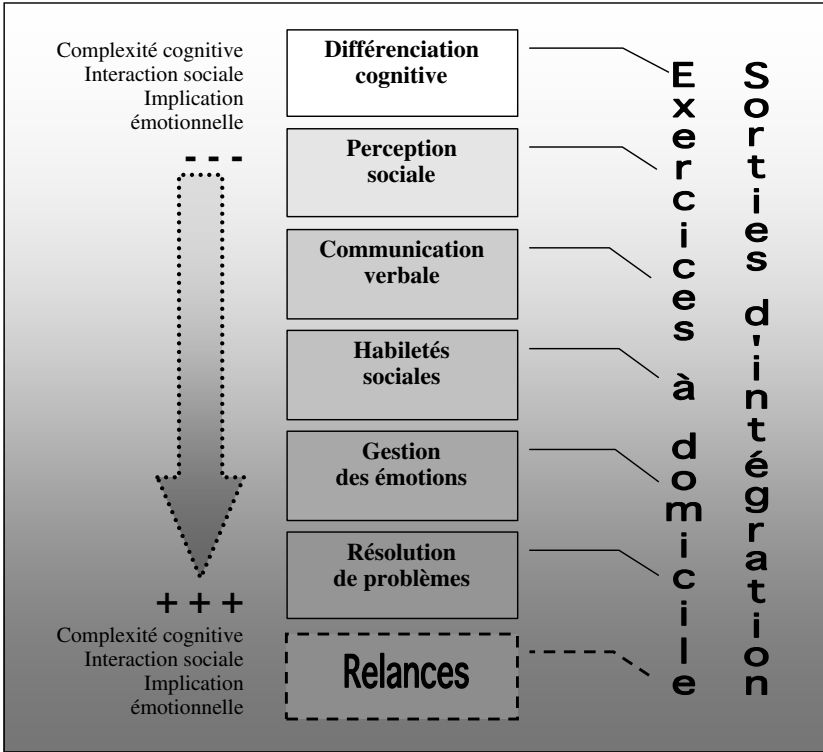 Complexité cognitive
Interaction sociale
Implication
émotionnelle
- - -
+ + +
Complexité cognitive
Interaction sociale
Implication
émotionnelle
Différenciation
cognitive
Perception
sociale
Communication
verbale
Habiletés
sociales
Gestion
des émotions
Résolution
de problèmes
Relances
Exercices à domicile
Sorties d'intégration